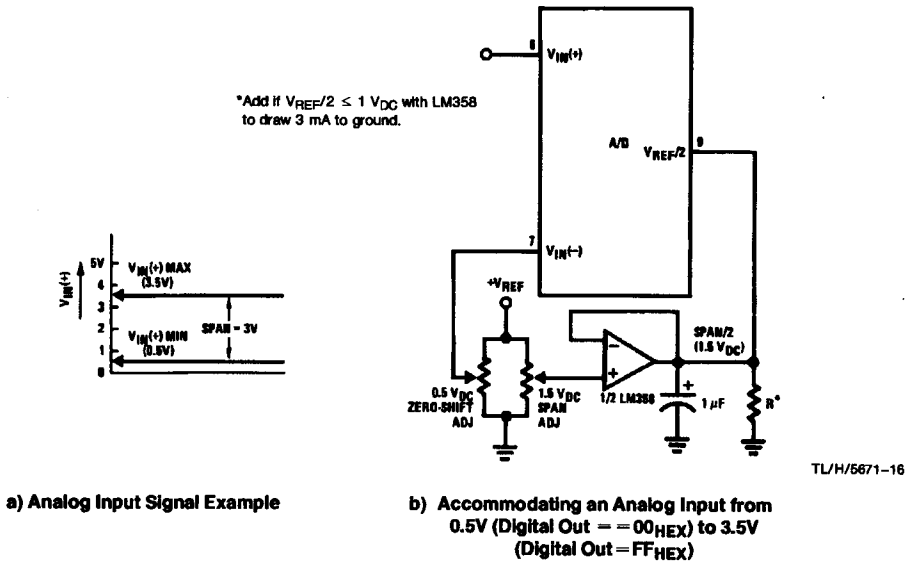 6
V_IN(+)
*Add if V_REF/2 ≤ 1 V_DC with LM358
to draw 3 mA to ground.
A/D
V_REF/2
9
7
V_IN(–)
+V_REF
V_IN(+)
5V
4
3
2
1
0
V_IN(+) MAX
(3.5V)
SPAN = 3V
V_IN(+) MIN
(0.5V)
0.5 V_DC
ZERO-SHIFT
ADJ
1.5 V_DC
SPAN
ADJ
–
+
1/2 LM358
SPAN/2
(1.5 V_DC)
+
1 µF
R*
TL/H/5671–16
a) Analog Input Signal Example
b) Accommodating an Analog Input from
0.5V (Digital Out = = 00_HEX) to 3.5V
(Digital Out = FF_HEX)